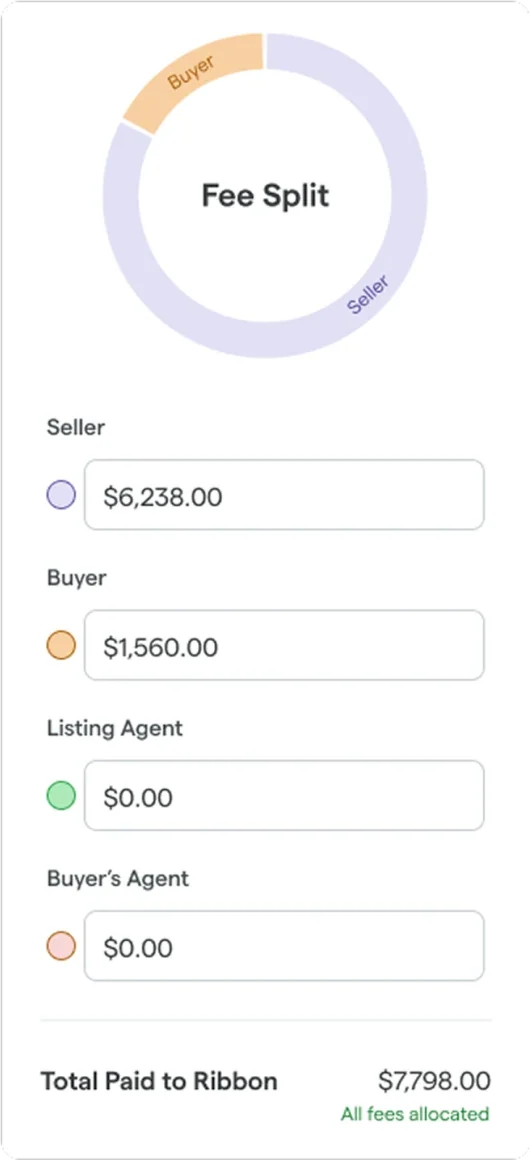 Buyer
Fee Split
Seller
Seller
$6,238.00
Buyer
$1,560.00
Listing Agent
$0.00
Buyer’s Agent
$0.00
Total Paid to Ribbon $7,798.00
All fees allocated